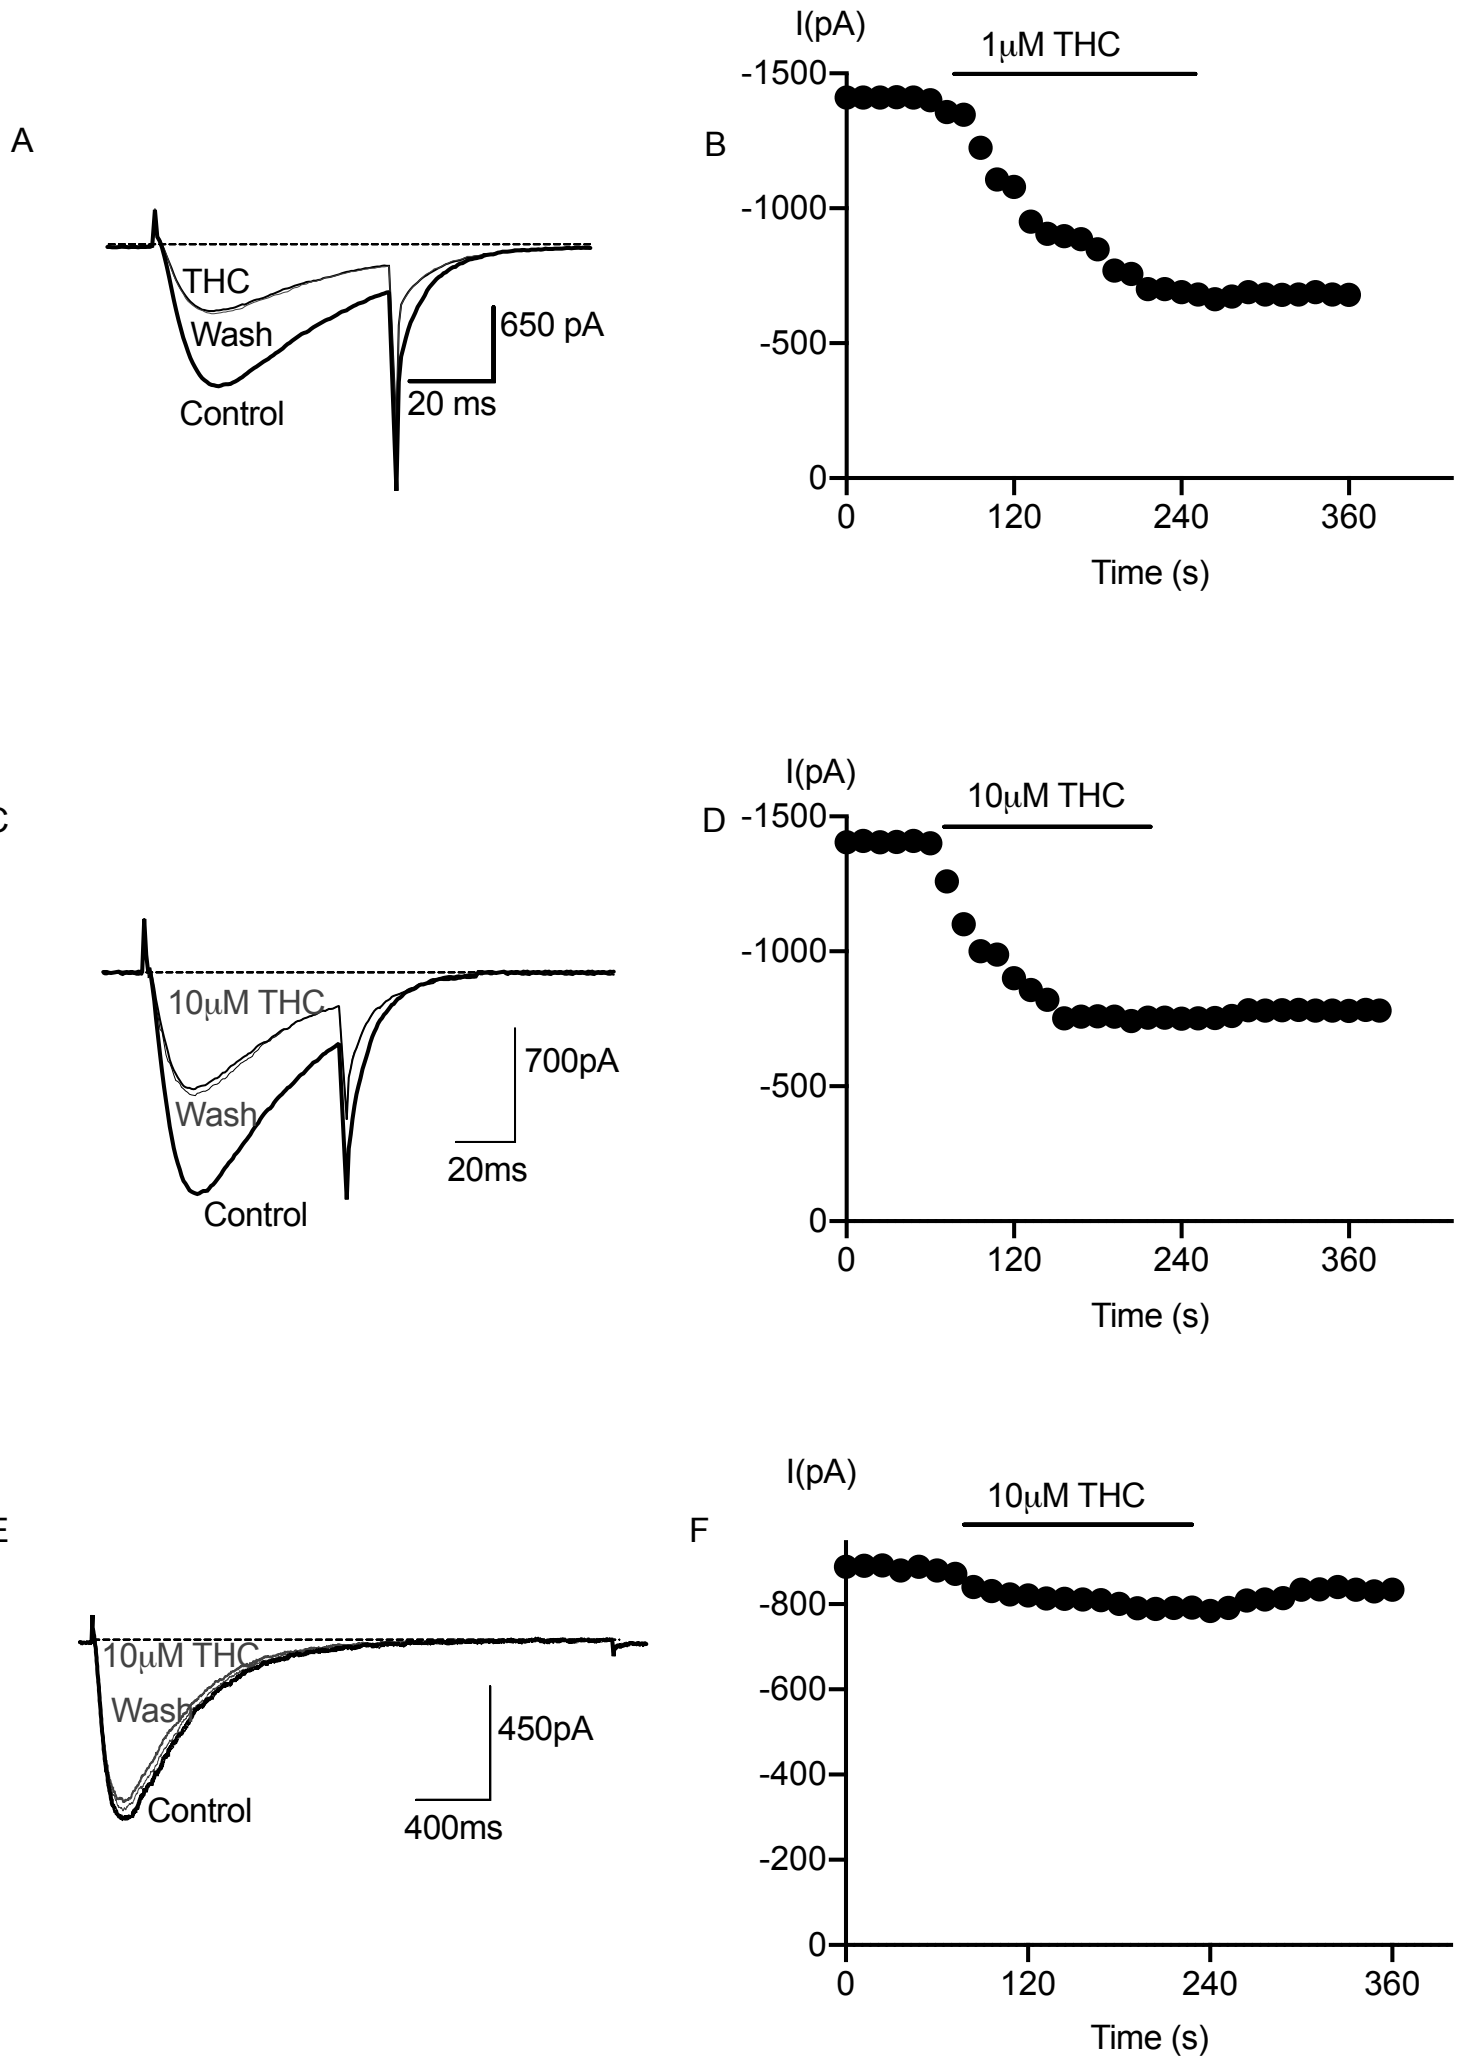 A
THC
Wash
Control
650 pA
20 ms
B
I(pA)
1μM THC
-1500
-1000
-500
0
0 120 240 360
Time (s)
C
10μM THC
Wash
Control
700pA
20ms
D
I(pA)
10μM THC
-1500
-1000
-500
0
0 120 240 360
Time (s)
E
10μM THC
Wash
Control
450pA
400ms
F
I(pA)
10μM THC
-800
-600
-400
-200
0
0 120 240 360
Time (s)